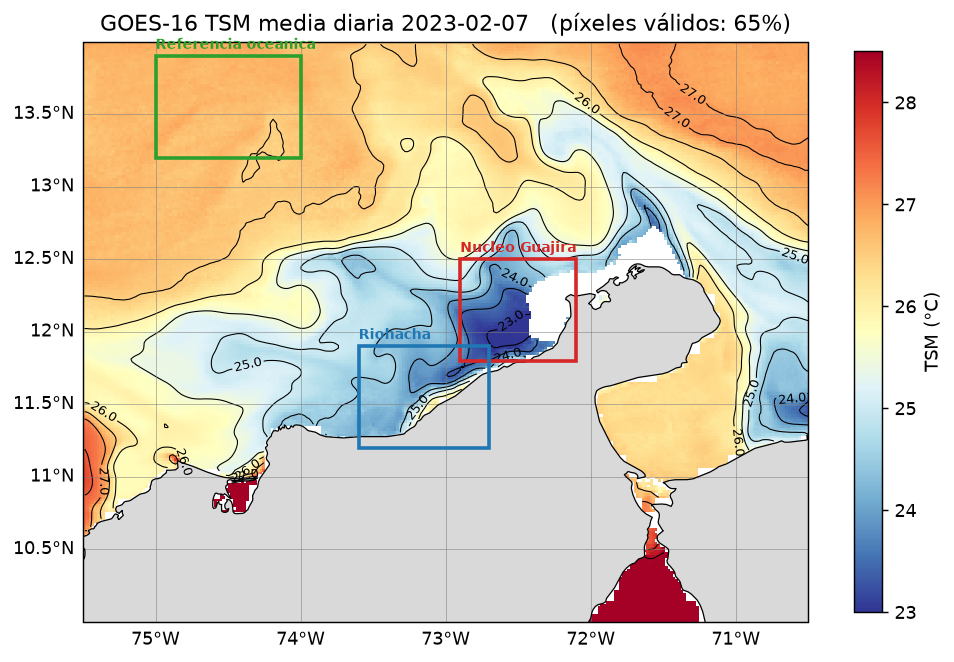 GOES-16 TSM media diaria 2023-02-07 (píxeles válidos: 65%)
Referencia oceanica
Nucleo Guajira
Riohacha
13.5°N
13°N
12.5°N
12°N
11.5°N
11°N
10.5°N
75°W
74°W
73°W
72°W
71°W
27.0
27.0
26.0
25.0
24.0
23.0
24.0
25.0
25.0
26.0
27.0
26.0
26.0
25.0
24.0
26.0
28
27
26
25
24
23
TSM (°C)